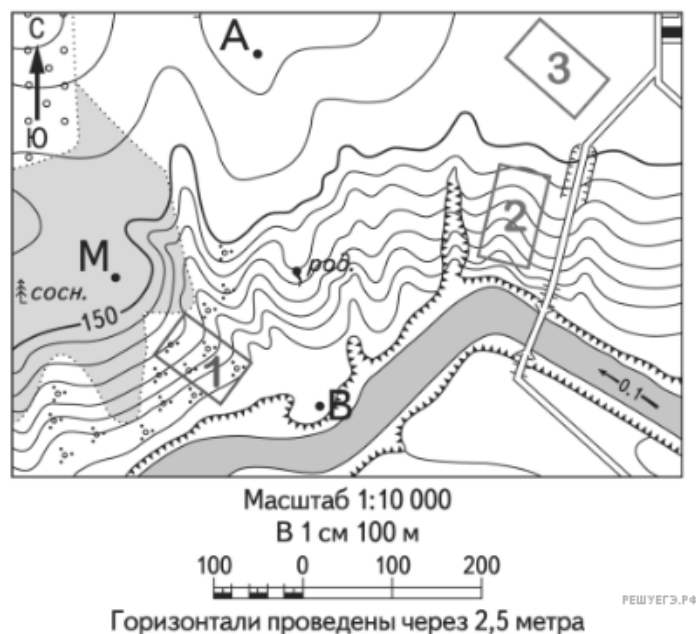 С
Ю
А
3
2
М
род.
сосн.
150
1
В
0.1
Масштаб 1:10 000
В 1 см 100 м
100 0 100 200
РЕШУЕГЭ.РФ
Горизонтали проведены через 2,5 метра